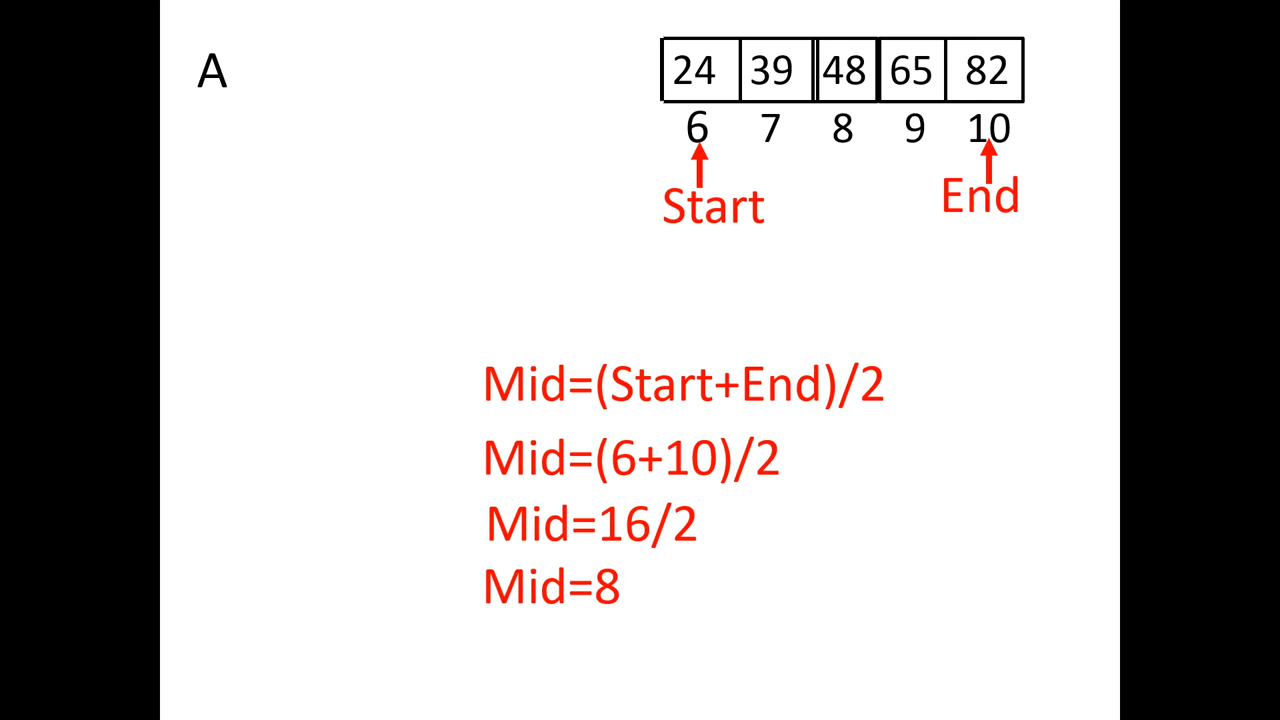 A
24 39 48 65 82
6 7 8 9 10
Start End
Mid=(Start+End)/2
Mid=(6+10)/2
Mid=16/2
Mid=8